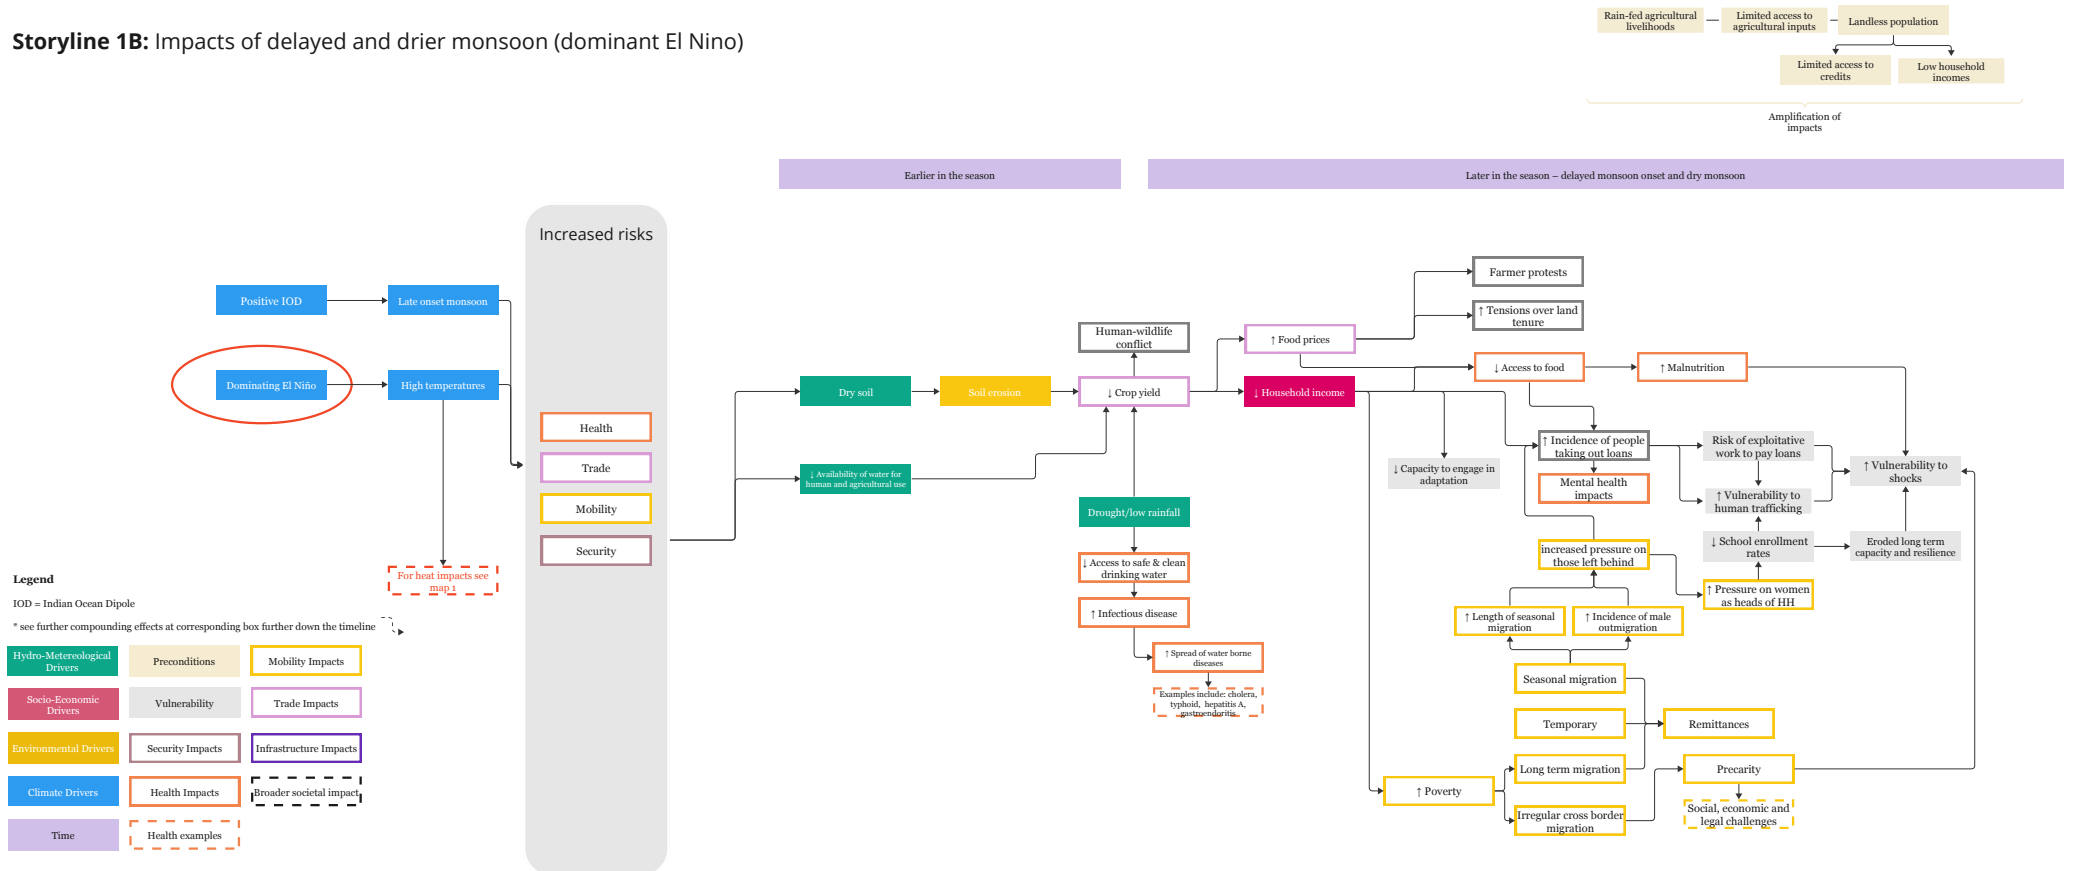 Storyline 1B: Impacts of delayed and drier monsoon (dominant El Nino)
Rain-fed agricultural
livelihoods
Limited access to
agricultural inputs
Landless population
Limited access to
credits
Low household
incomes
Amplification of
impacts
Earlier in the season
Later in the season – delayed monsoon onset and dry monsoon
Increased risks
Positive IOD
Late onset monsoon
Dominating El Niño
High temperatures
For heat impacts see
map 1
Health
Trade
Mobility
Security
Dry soil
Soil erosion
↓ Availability of water for
human and agricultural use
Human-wildlife
conflict
↓ Crop yield
Drought/low rainfall
↓ Access to safe & clean
drinking water
↑ Infectious disease
↑ Spread of water borne
diseases
Examples include: cholera,
typhoid, hepatitis A,
gastroendoritis
↑ Food prices
↓ Household income
Farmer protests
↑ Tensions over land
tenure
↓ Access to food
↑ Malnutrition
↓ Capacity to engage in
adaptation
↑ Incidence of people
taking out loans
Mental health
impacts
Risk of exploitative
work to pay loans
↑ Vulnerability to
human trafficking
↑ Vulnerability to
shocks
↓ School enrollment
rates
Eroded long term
capacity and resilience
increased pressure on
those left behind
↑ Pressure on women
as heads of HH
↑ Length of seasonal
migration
↑ Incidence of male
outmigration
Seasonal migration
Temporary
Remittances
Long term migration
Precarity
↑ Poverty
Irregular cross border
migration
Social, economic and
legal challenges
Legend
IOD = Indian Ocean Dipole
* see further compounding effects at corresponding box further down the timeline
Hydro-Metereological
Drivers
Preconditions
Mobility Impacts
Socio-Economic
Drivers
Vulnerability
Trade Impacts
Environmental Drivers
Security Impacts
Infrastructure Impacts
Climate Drivers
Health Impacts
Broader societal impact
Time
Health examples